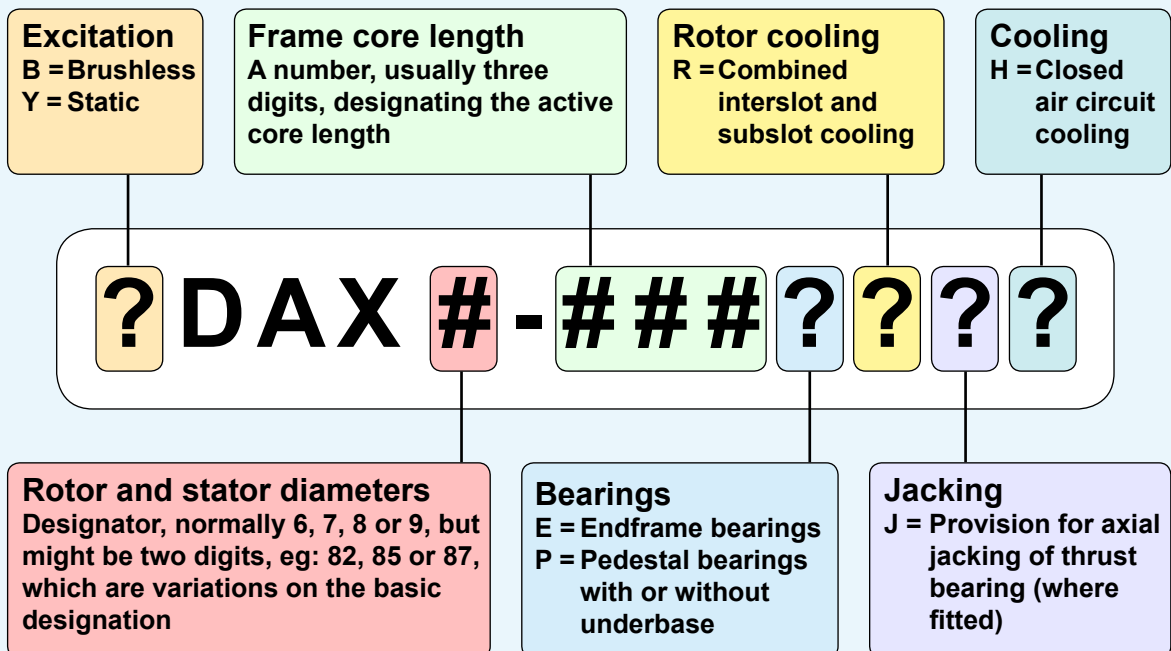 Excitation
B = Brushless
Y = Static
Frame core length
A number, usually three
digits, designating the active
core length
Rotor cooling
R = Combined
interslot and
subslot cooling
Cooling
H = Closed
air circuit
cooling
? DAX # - ### ? ? ? ?
Rotor and stator diameters
Designator, normally 6, 7, 8 or 9, but
might be two digits, eg: 82, 85 or 87,
which are variations on the basic
designation
Bearings
E = Endframe bearings
P = Pedestal bearings
with or without
underbase
Jacking
J = Provision for axial
jacking of thrust
bearing (where
fitted)